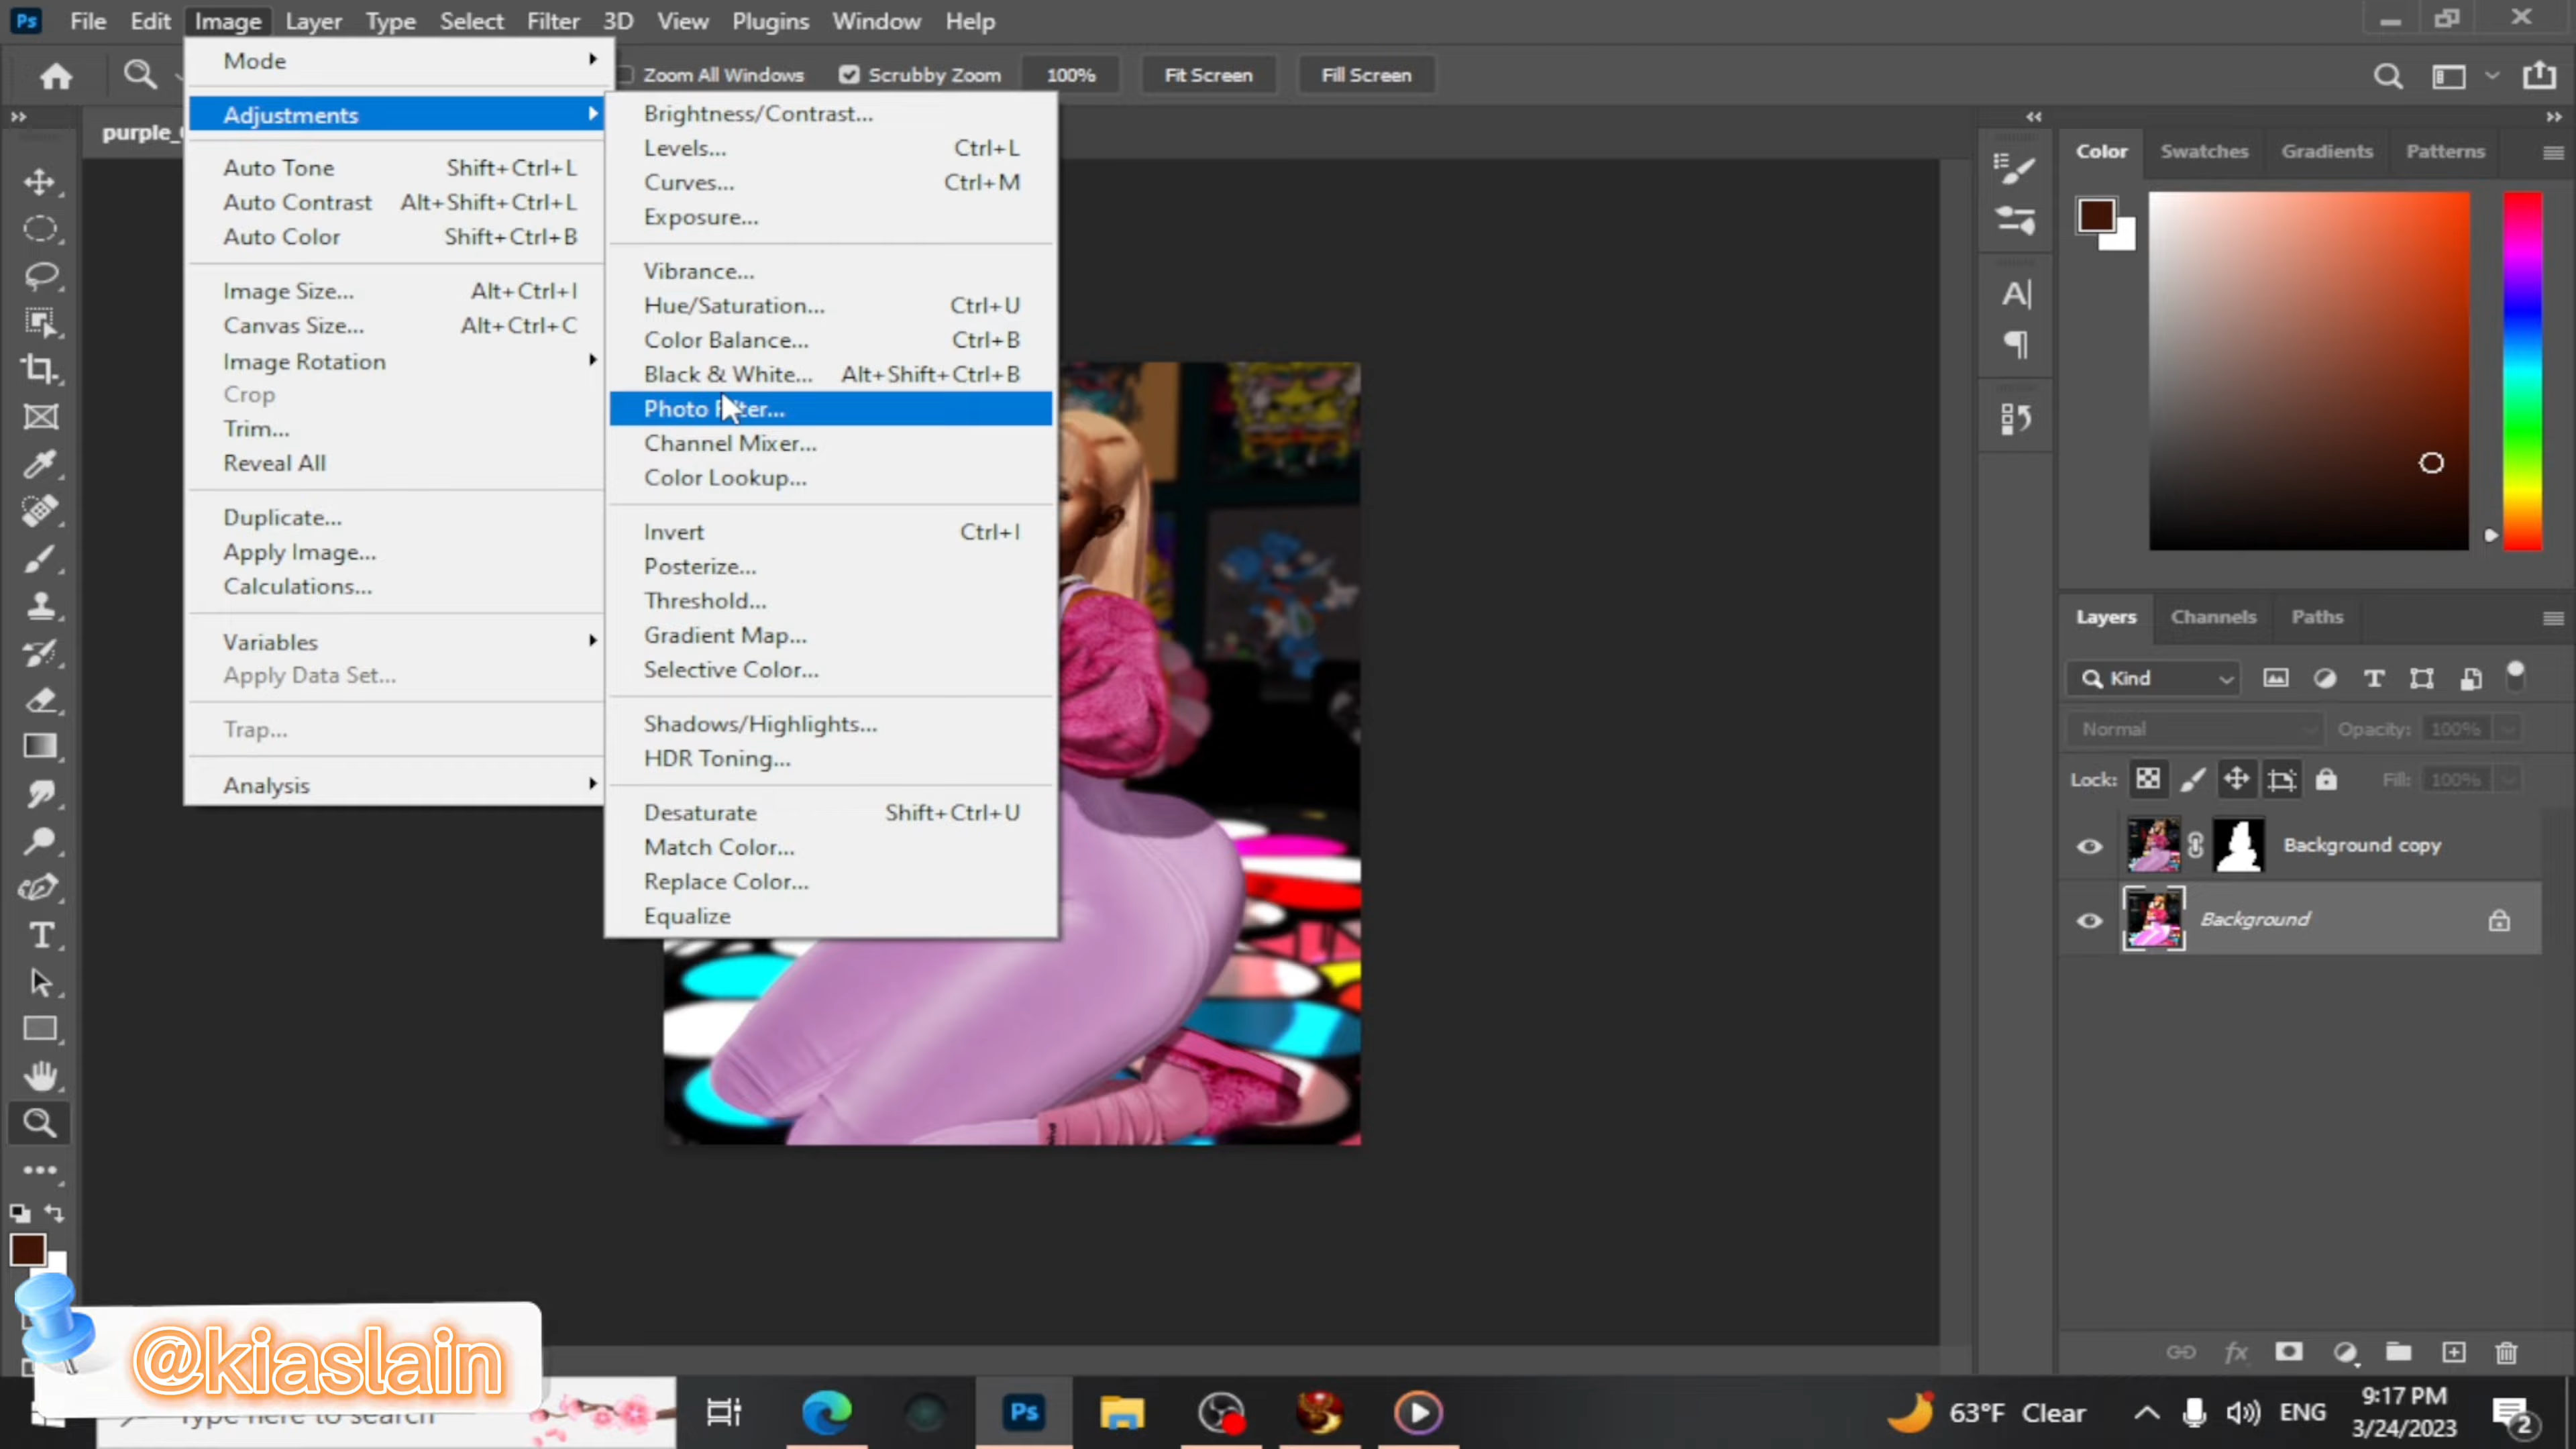 Ps File Edit Image Layer Type Select Filter 3D View Plugins Window Help
Zoom All Windows Scrubby Zoom 100% Fit Screen Fill Screen
Mode
Adjustments
Auto Tone Shift+Ctrl+L
Auto Contrast Alt+Shift+Ctrl+L
Auto Color Shift+Ctrl+B
Image Size... Alt+Ctrl+I
Canvas Size... Alt+Ctrl+C
Image Rotation
Crop
Trim...
Reveal All
Duplicate...
Apply Image...
Calculations...
Variables
Apply Data Set...
Trap...
Analysis
Brightness/Contrast...
Levels... Ctrl+L
Curves... Ctrl+M
Exposure...
Vibrance...
Hue/Saturation... Ctrl+U
Color Balance... Ctrl+B
Black & White... Alt+Shift+Ctrl+B
Photo Filter...
Channel Mixer...
Color Lookup...
Invert Ctrl+I
Posterize...
Threshold...
Gradient Map...
Selective Color...
Shadows/Highlights...
HDR Toning...
Desaturate Shift+Ctrl+U
Match Color...
Replace Color...
Equalize
Color Swatches Gradients Patterns
Layers Channels Paths
Kind
Normal Opacity: 100%
Lock: Fill: 100%
Background copy
Background
@kiaslain
Type here to search
Ps
63°F Clear ENG 9:17 PM
3/24/2023
2